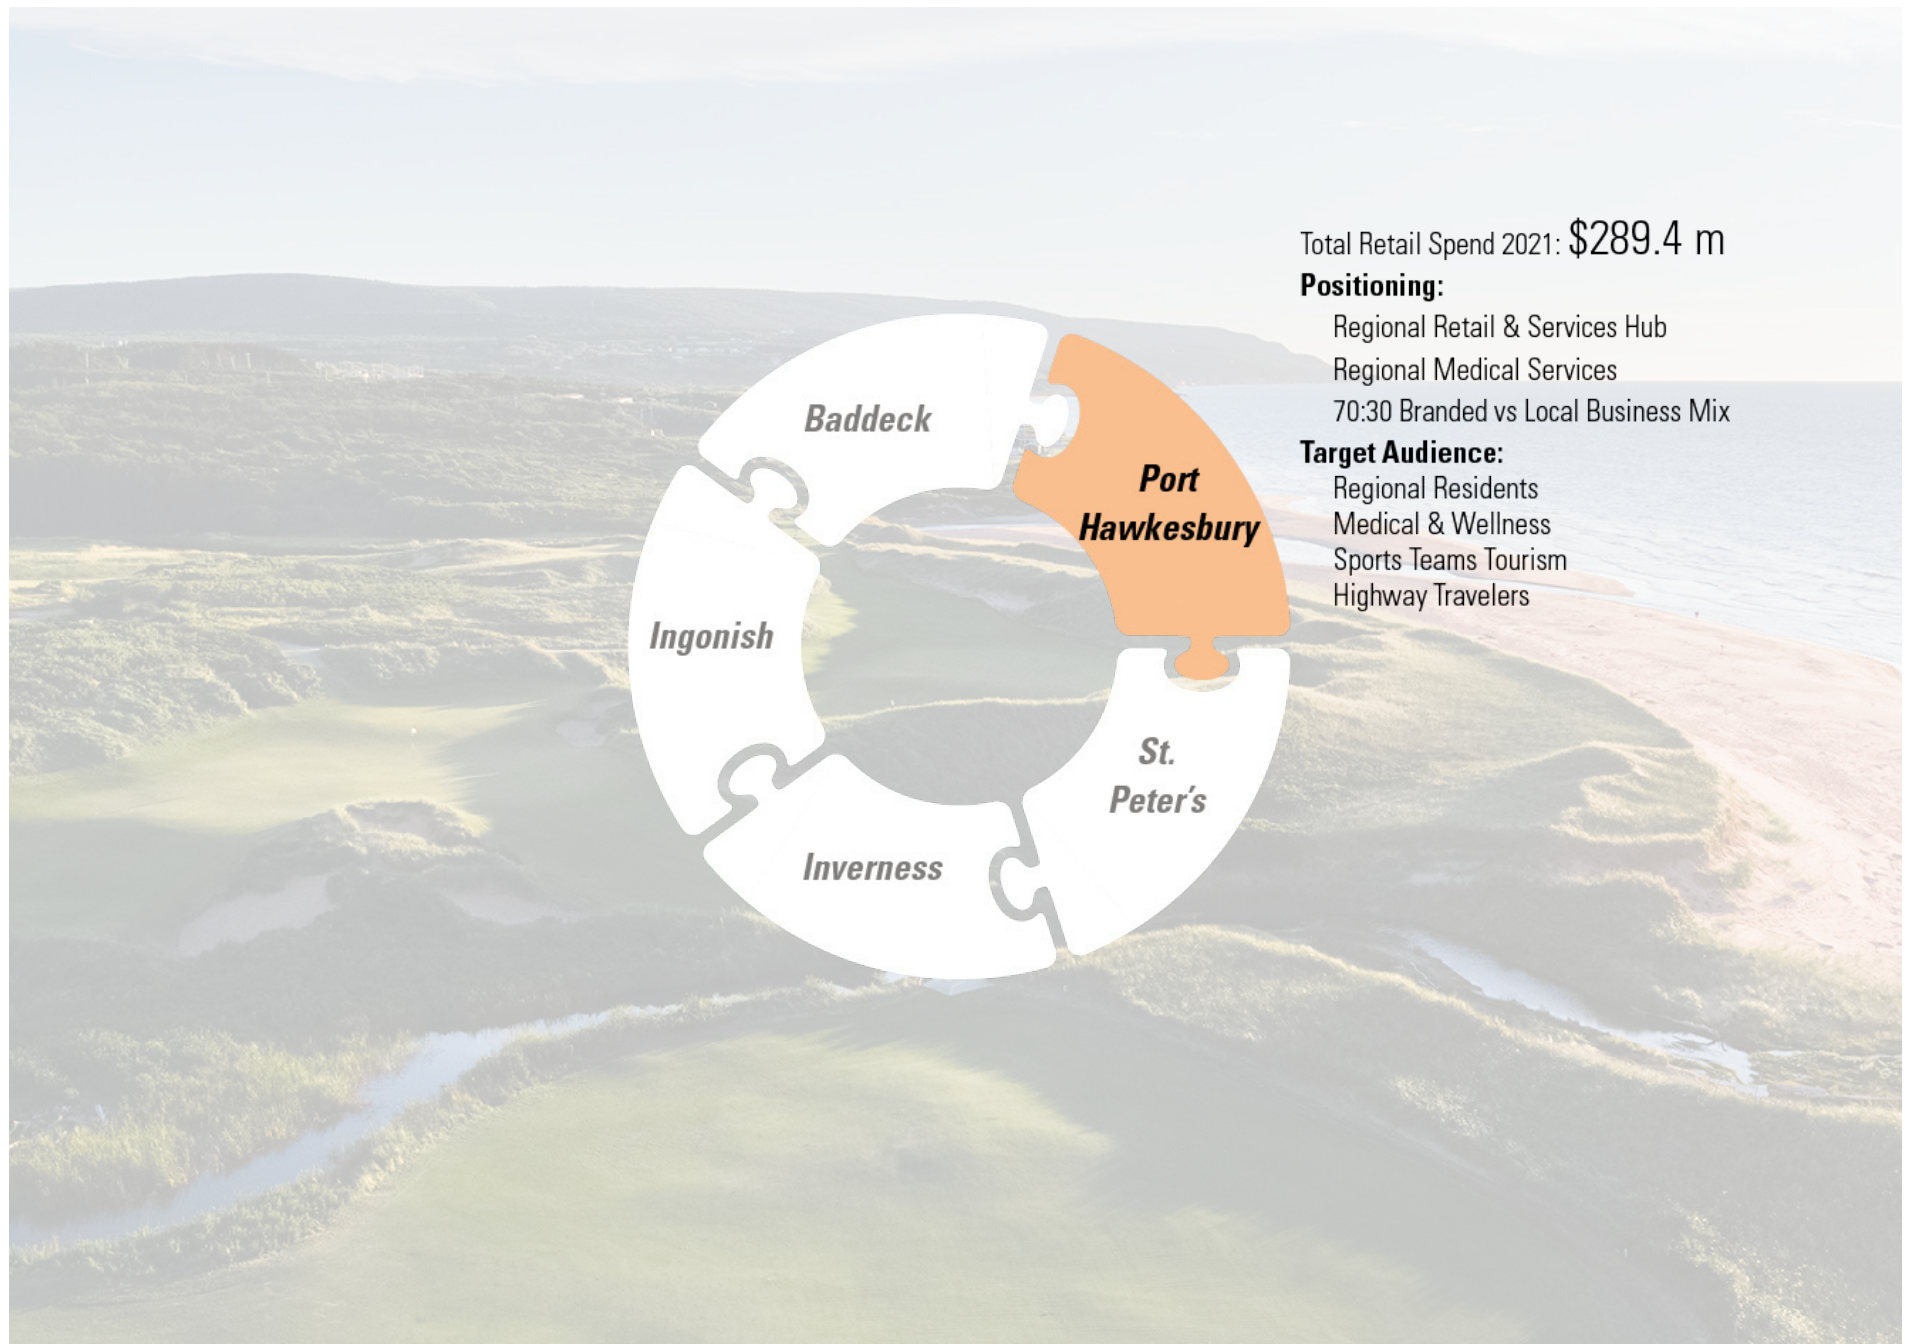 Total Retail Spend 2021: $289.4 m
Positioning:
Regional Retail & Services Hub
Regional Medical Services
70:30 Branded vs Local Business Mix
Target Audience:
Regional Residents
Medical & Wellness
Sports Teams Tourism
Highway Travelers
Baddeck
Port
Hawkesbury
Ingonish
St.
Peter’s
Inverness